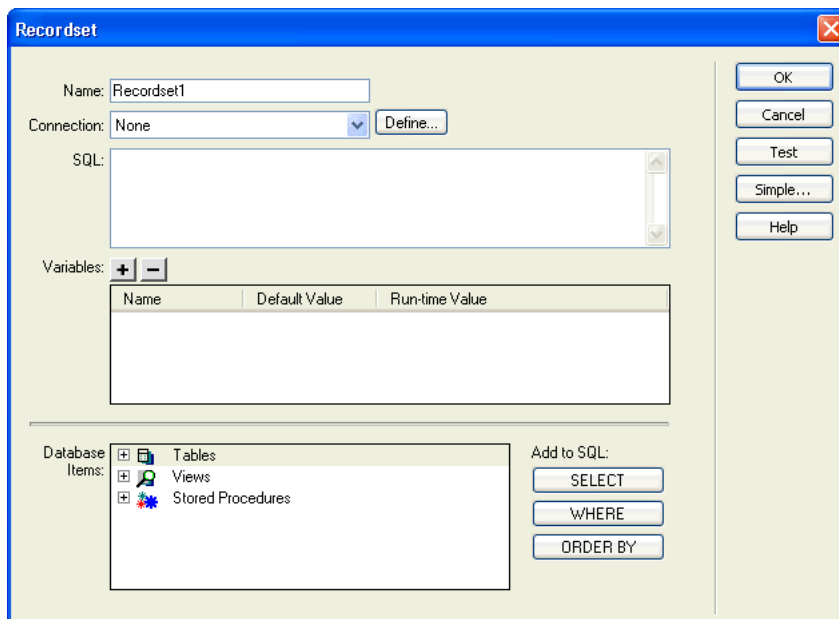 Recordset
Name: Recordset1
Connection: None Define...
SQL:
Variables: + −
Name Default Value Run-time Value
Database Items:
Tables
Views
Stored Procedures
Add to SQL:
SELECT
WHERE
ORDER BY
OK
Cancel
Test
Simple...
Help